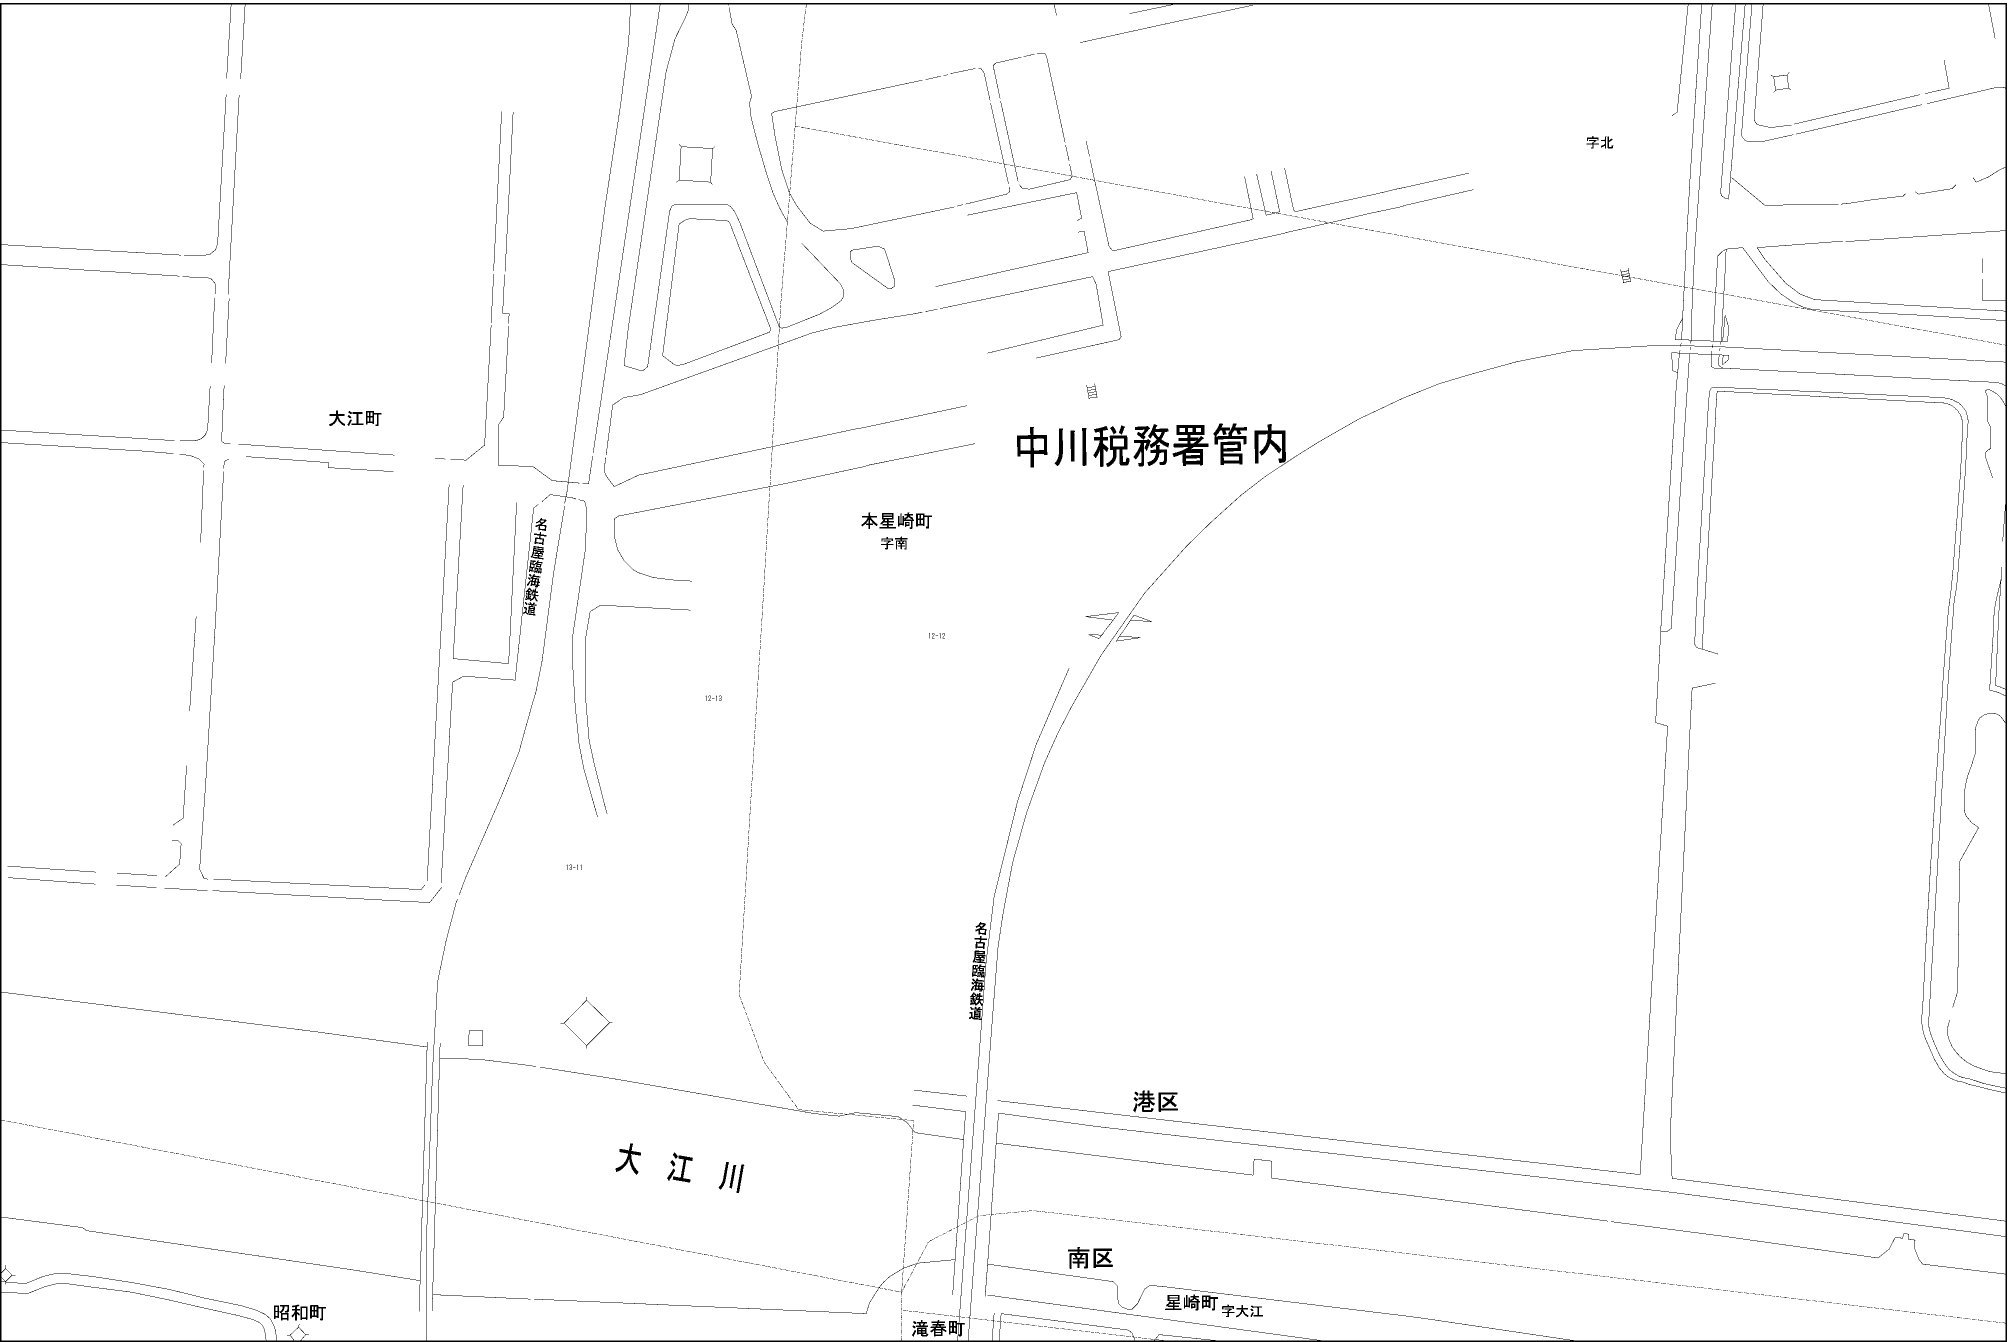 字北
大江町
中川税務署管内
本星崎町
字南
名古屋臨海鉄道
12-12
12-13
13-11
名古屋臨海鉄道
港区
大江川
南区
星崎町 字大江
昭和町
滝春町